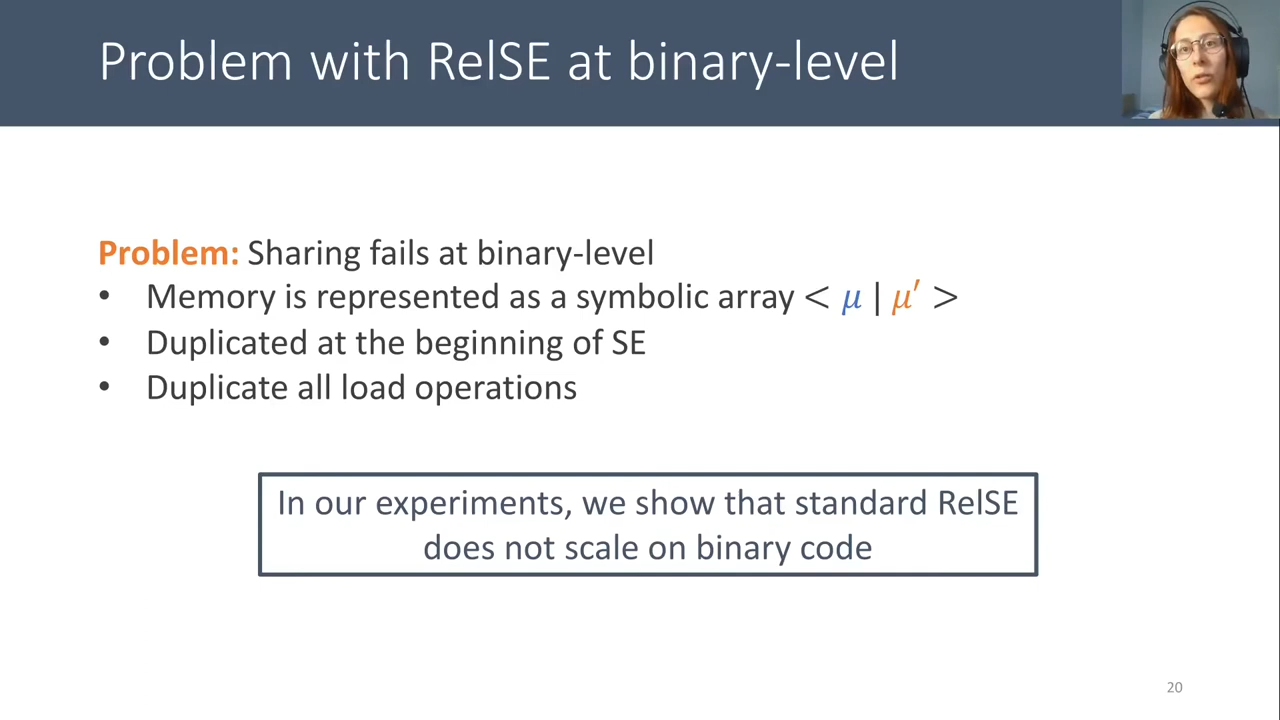 Problem with RelSE at binary-level
Problem: Sharing fails at binary-level
• Memory is represented as a symbolic array < μ | μ′ >
• Duplicated at the beginning of SE
• Duplicate all load operations
In our experiments, we show that standard RelSE
does not scale on binary code
20